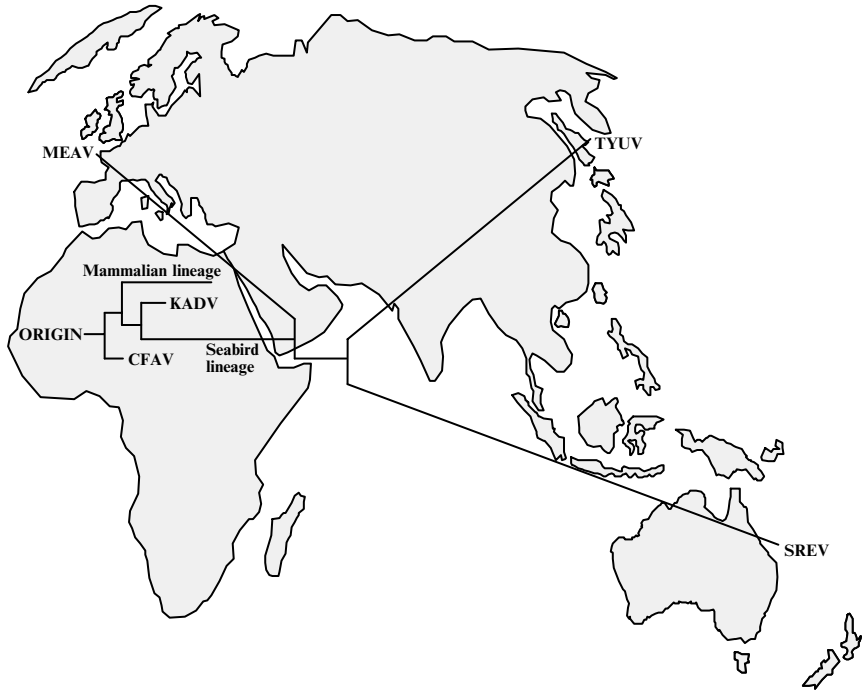 MEAV
TYUV
Mammalian lineage
KADV
ORIGIN
CFAV
Seabird
lineage
SREV